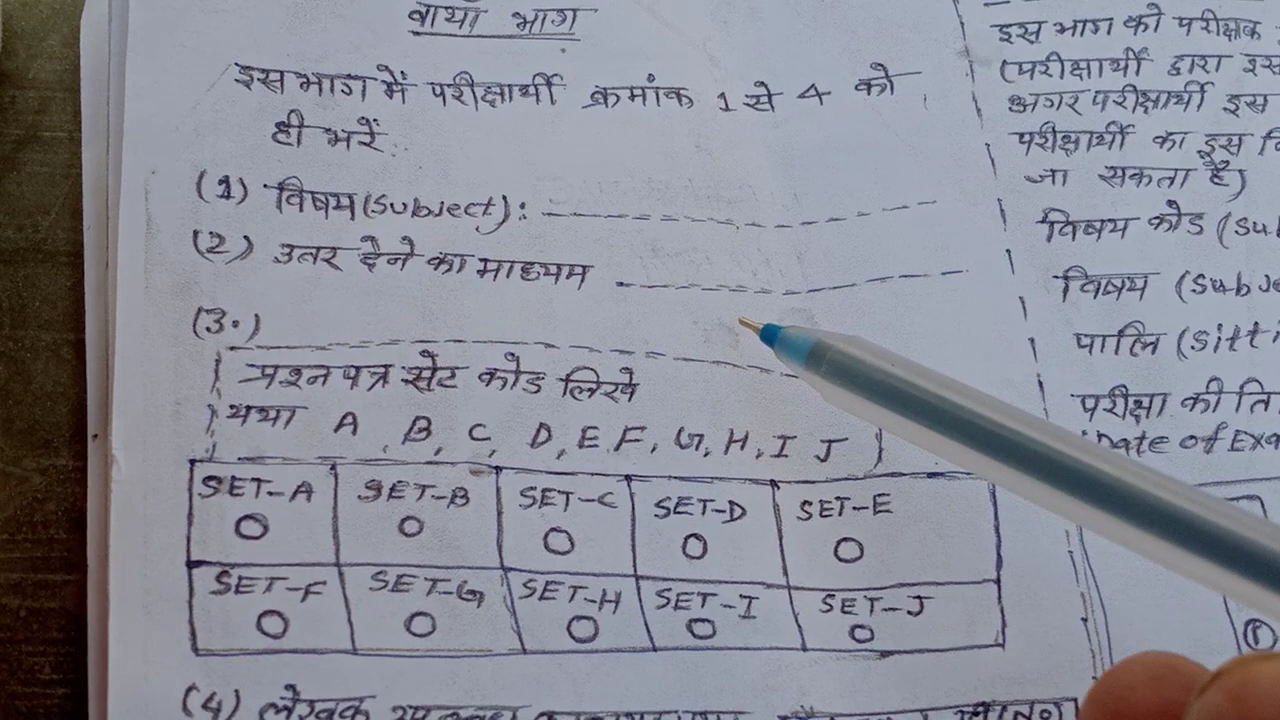 बायाँ भाग
इस भाग में परीक्षार्थी क्रमांक 1 से 4 को
ही भरें.
(1) विषय (Subject):
(2) उतर देने का माध्यम
(3.)
प्रश्न पत्र सेट कोड लिखे
यथा A, B, C, D, E, F, G, H, I J
SET-A SET-B SET-C SET-D SET-E
SET-F SET-G SET-H SET-I SET-J
(4) लेखक
इस भाग को परीक्षक
(परीक्षार्थी द्वारा इस
अगर परीक्षार्थी इस
परीक्षार्थी का इस
जा सकता है)
विषय कोड (Su
विषय (Subje
पालि (Sitti
परीक्षा की ति
Date of Exa